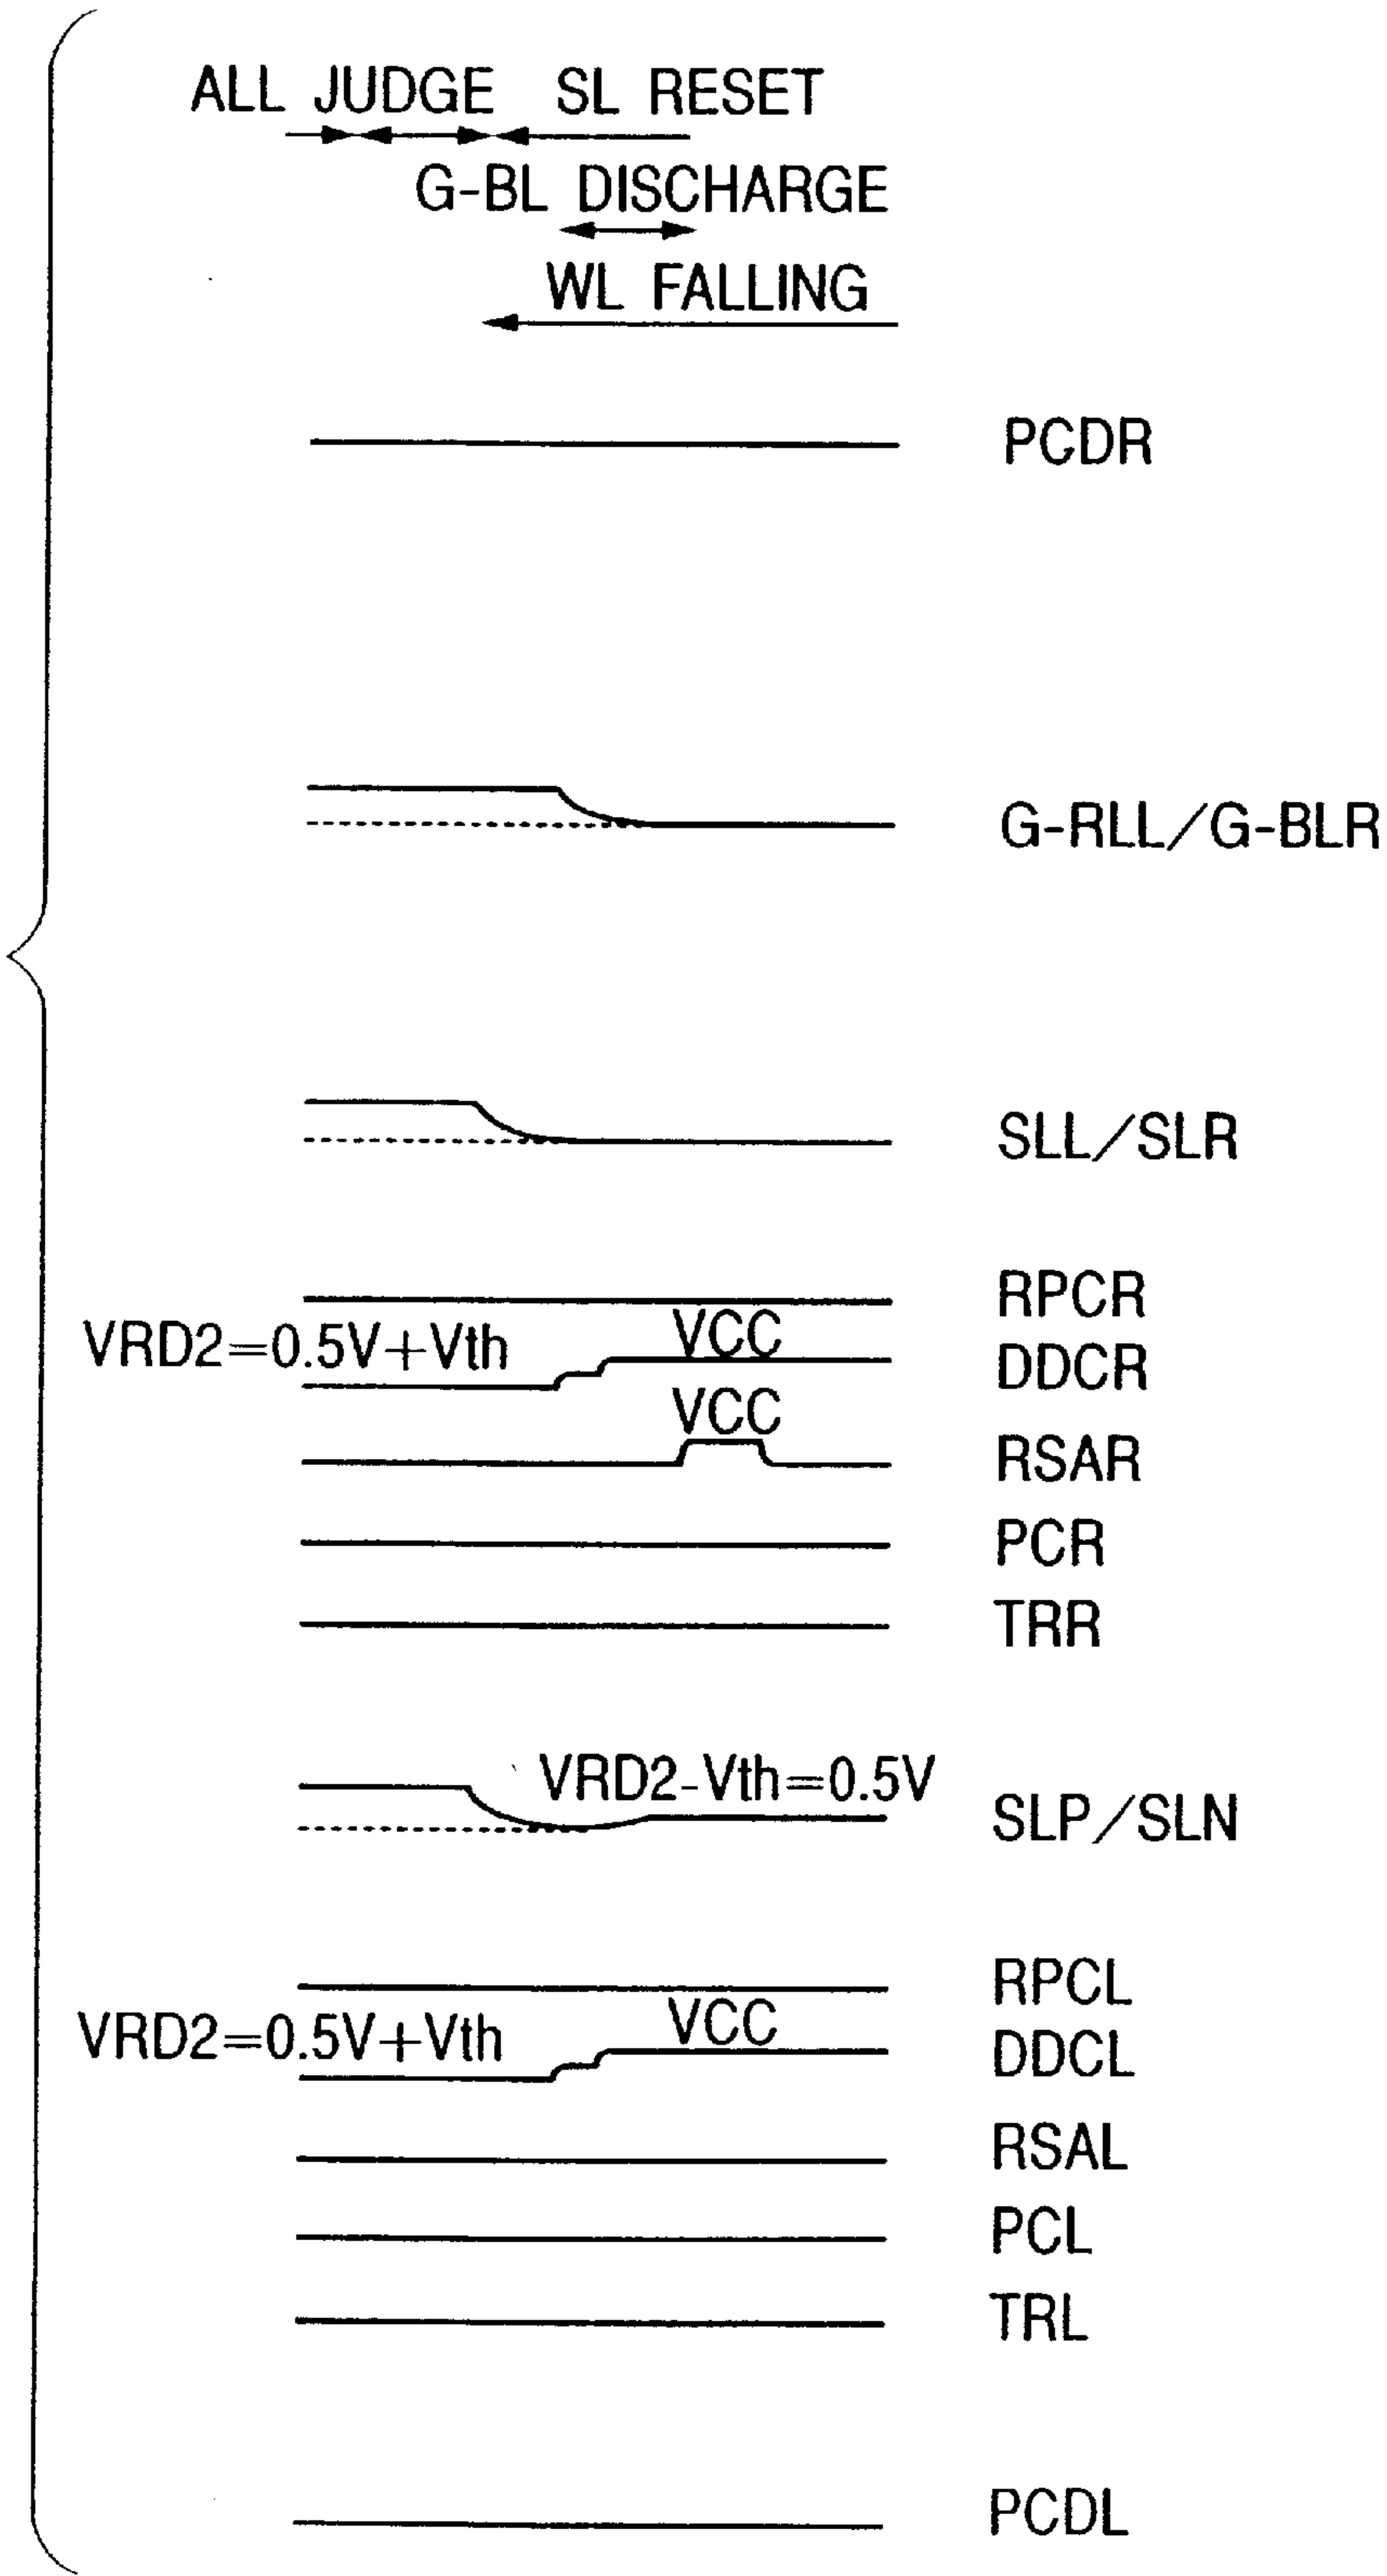 ALL JUDGE SL RESET
G-BL DISCHARGE
WL FALLING
PCDR
G-RLL/G-BLR
SLL/SLR
RPCR
VRD2=0.5V+Vth VCC DDCR
VCC RSAR
PCR
TRR
VRD2-Vth=0.5V SLP/SLN
RPCL
VRD2=0.5V+Vth VCC DDCL
RSAL
PCL
TRL
PCDL